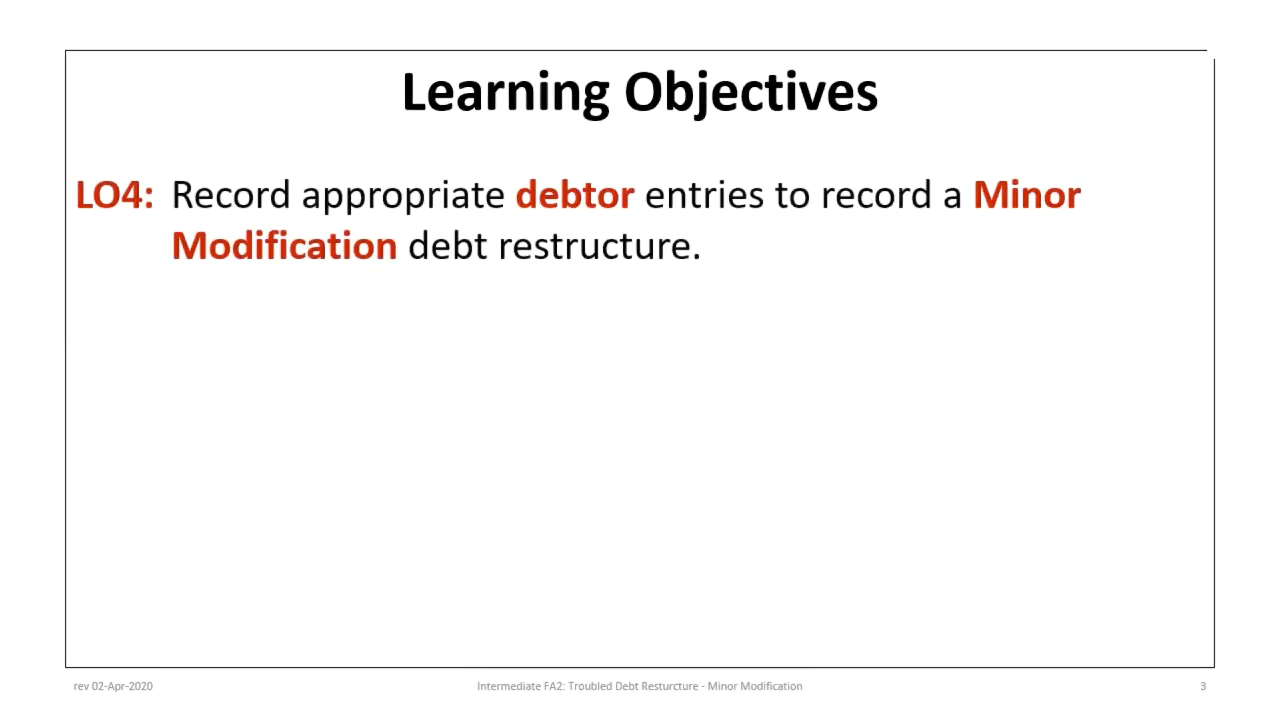 Learning Objectives
LO4: Record appropriate debtor entries to record a Minor
Modification debt restructure.
rev 02-Apr-2020
Intermediate FA2: Troubled Debt Resturcture - Minor Modification
3